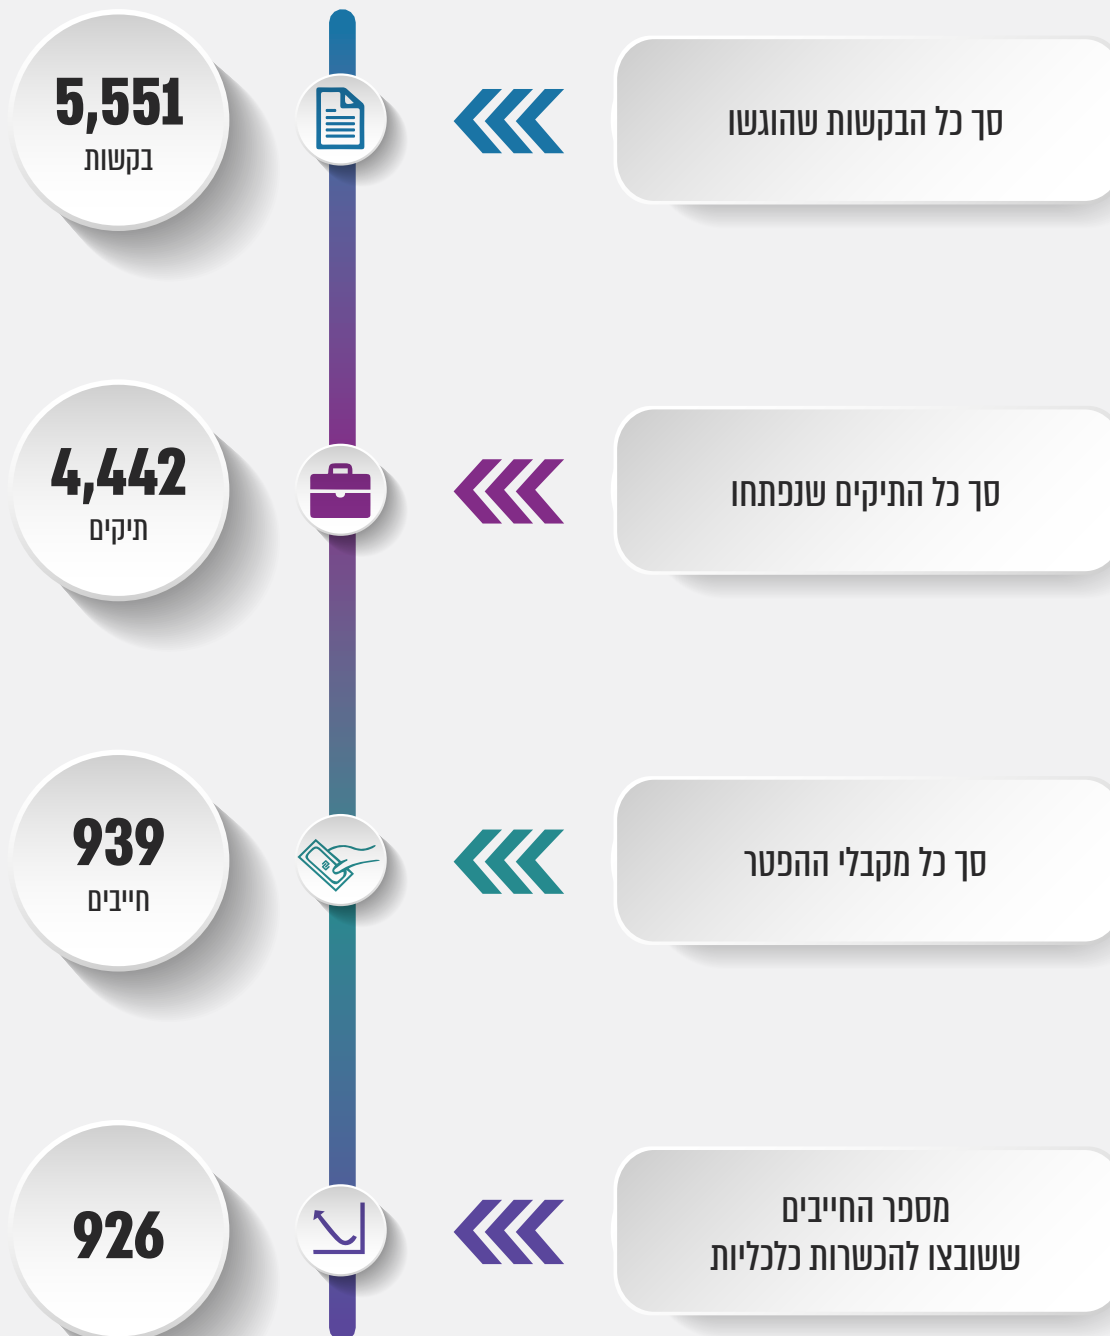 סך כל הבקשות שהוגשו
5,551
בקשות
סך כל התיקים שנפתחו
4,442
תיקים
סך כל מקבלי ההפטר
939
חייבים
מספר החייבים
ששובצו להכשרות כלכליות
926